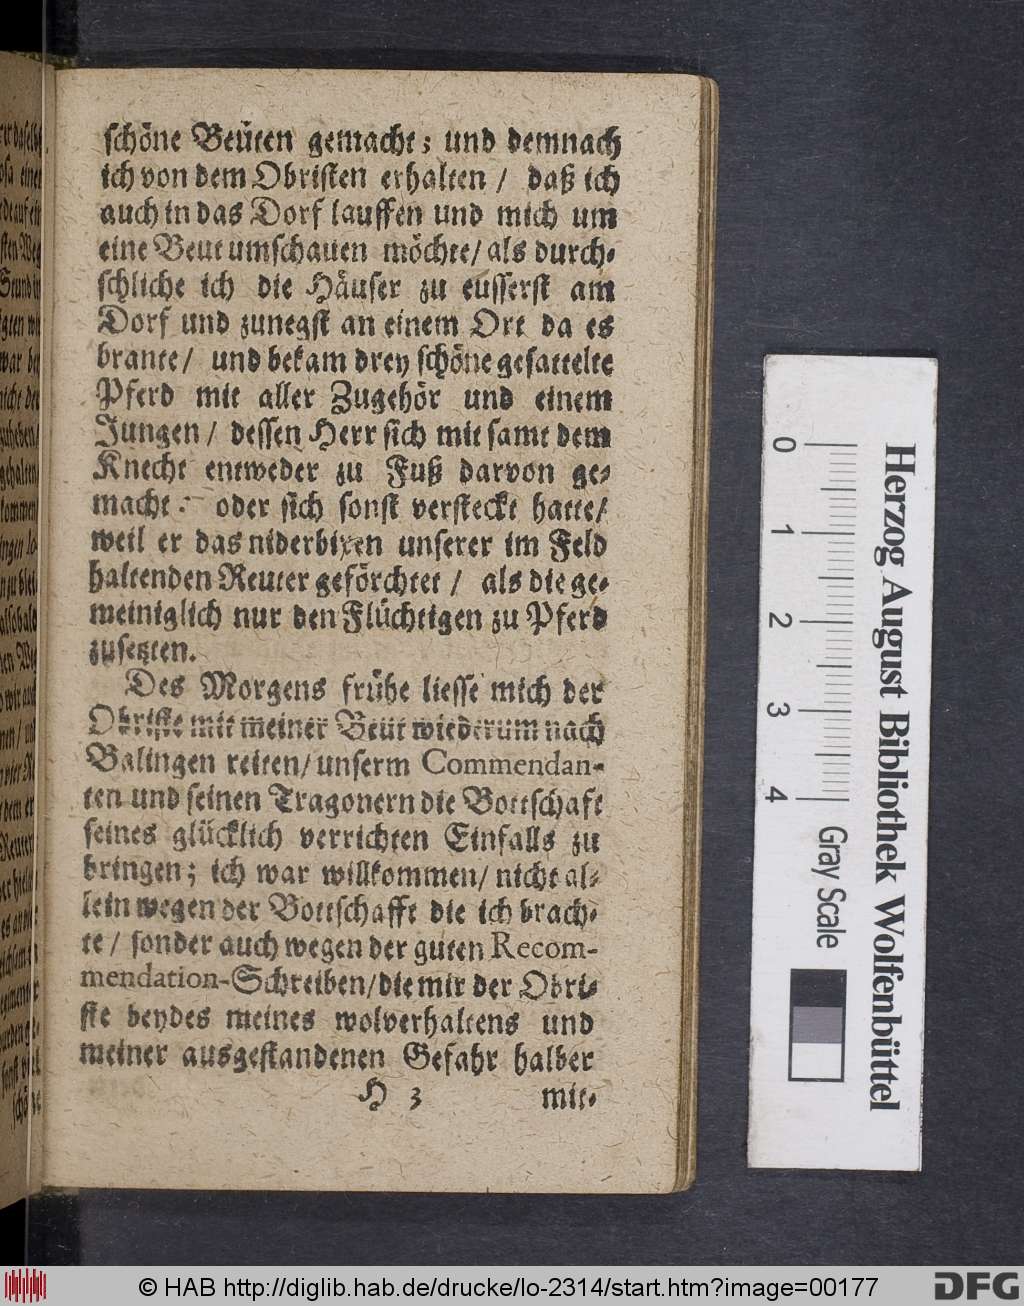 schöne Beüten gemacht; und demnach
ich von dem Obristen erhalten / daß ich
auch in das Dorf lauffen und mich um
eine Beut umschauen möchte / als durch-
schliche ich die Häuser zu eusserst am
Dorf und zunegst an einem Ort da es
brante / und bekam drey schöne gesattelte
Pferd mit aller Zugehör und einem
Jungen / dessen Herr sich mit samt dem
Knecht entweder zu Fuß darvon ge-
macht oder sich sonst versteckt hatte /
weil er das niderbixen unserer im Feld
haltenden Reuter geförchtet / als die ge-
meiniglich nur den Flüchtigen zu Pferd
zusetzten.
Des Morgens frühe liesse mich der
Obriste mit meiner Beut wiederum nach
Balingen reiten / unserm Commendan-
ten und seinen Tragonern die Bottschaft
seines glücklich verrichten Einfalls zu
bringen; ich war willkommen / nicht al-
lein wegen der Bottschafft die ich brach-
te / sonder auch wegen der guten Recom-
mendation-Schreiben / die mir der Obri-
ste beydes meines wolverhaltens und
meiner ausgestandenen Gefahr halber
H 3 mit-
0 1 2 3 4
Gray Scale
Herzog August Bibliothek Wolfenbüttel
© HAB http://diglib.hab.de/drucke/lo-2314/start.htm?image=00177
DFG